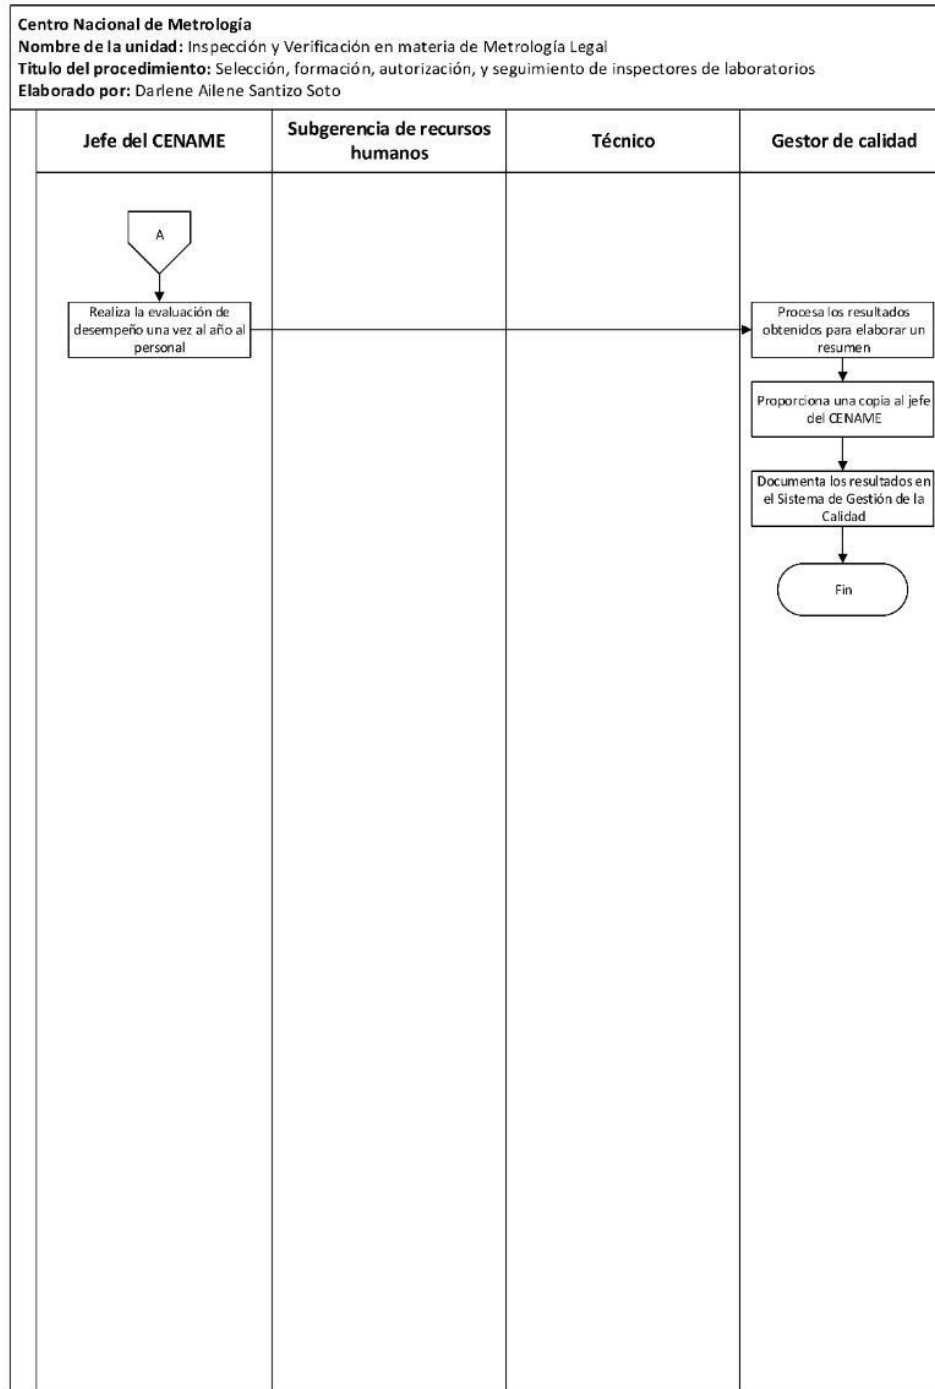 Centro Nacional de Metrología
Nombre de la unidad: Inspección y Verificación en materia de Metrología Legal
Titulo del procedimiento: Selección, formación, autorización, y seguimiento de inspectores de laboratorios
Elaborado por: Darlene Ailene Santizo Soto
Jefe del CENAME
Subgerencia de recursos
humanos
Técnico
Gestor de calidad
A
Realiza la evaluación de
desempeño una vez al año al
personal
Procesa los resultados
obtenidos para elaborar un
resumen
Proporciona una copia al jefe
del CENAME
Documenta los resultados en
el Sistema de Gestión de la
Calidad
Fin